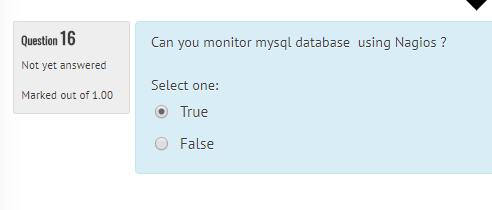 Question 16
Not yet answered
Marked out of 1.00
Can you monitor mysql database  using Nagios ?
Select one:
True
False